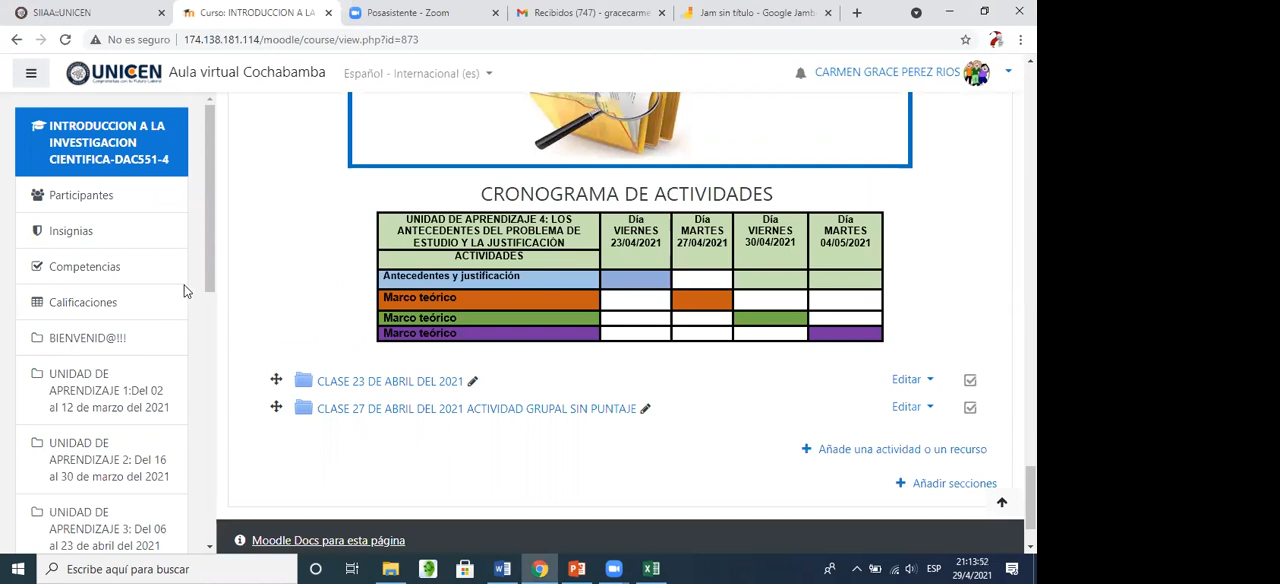 SIIAA::UNICEN
Curso: INTRODUCCION A LA
Posasistente - Zoom
Recibidos (747) - gracecarme
Jam sin título - Google Jamb
No es seguro
174.138.181.114/moodle/course/view.php?id=873
UNICEN
Aula virtual Cochabamba
Español - Internacional (es)
CARMEN GRACE PEREZ RIOS
INTRODUCCION A LA
INVESTIGACION
CIENTIFICA-DAC551-4
Participantes
Insignias
Competencias
Calificaciones
BIENVENID@!!!
UNIDAD DE
APRENDIZAJE 1:Del 02
al 12 de marzo del 2021
UNIDAD DE
APRENDIZAJE 2: Del 16
al 30 de marzo del 2021
UNIDAD DE
APRENDIZAJE 3: Del 06
al 23 de abril del 2021
CRONOGRAMA DE ACTIVIDADES
UNIDAD DE APRENDIZAJE 4: LOS
ANTECEDENTES DEL PROBLEMA DE
ESTUDIO Y LA JUSTIFICACIÓN
ACTIVIDADES
Día
VIERNES
23/04/2021
Día
MARTES
27/04/2021
Día
VIERNES
30/04/2021
Día
MARTES
04/05/2021
Antecedentes y justificación
Marco teórico
Marco teórico
Marco teórico
CLASE 23 DE ABRIL DEL 2021
Editar
CLASE 27 DE ABRIL DEL 2021 ACTIVIDAD GRUPAL SIN PUNTAJE
Editar
Añade una actividad o un recurso
Añadir secciones
Moodle Docs para esta página
Escribe aquí para buscar
ESP
21:13:52
29/4/2021